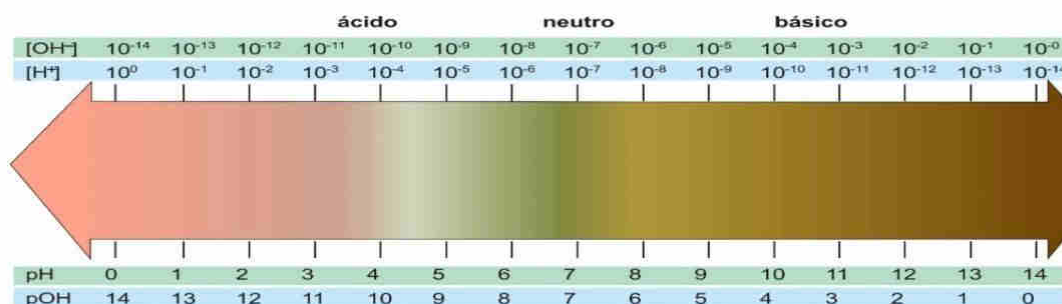 ácido neutro básico
[OH⁻] 10⁻¹⁴ 10⁻¹³ 10⁻¹² 10⁻¹¹ 10⁻¹⁰ 10⁻⁹ 10⁻⁸ 10⁻⁷ 10⁻⁶ 10⁻⁵ 10⁻⁴ 10⁻³ 10⁻² 10⁻¹ 10⁻⁰
[H⁺] 10⁰ 10⁻¹ 10⁻² 10⁻³ 10⁻⁴ 10⁻⁵ 10⁻⁶ 10⁻⁷ 10⁻⁸ 10⁻⁹ 10⁻¹⁰ 10⁻¹¹ 10⁻¹² 10⁻¹³ 10⁻¹⁴
pH 0 1 2 3 4 5 6 7 8 9 10 11 12 13 14
pOH 14 13 12 11 10 9 8 7 6 5 4 3 2 1 0